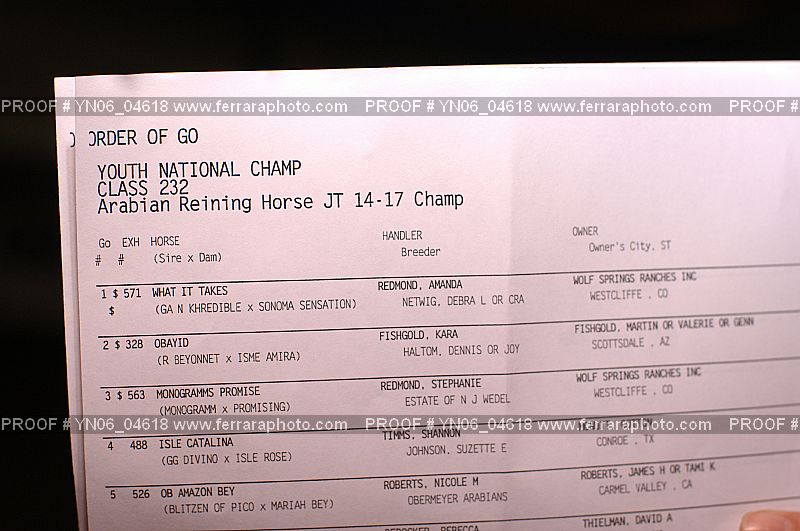 PROOF # YN06_04618 www.ferraraphoto.com PROOF # YN06_04618 www.ferraraphoto.com PROOF # Y
ORDER OF GO
YOUTH NATIONAL CHAMP
CLASS 232
Arabian Reining Horse JT 14-17 Champ
Go EXH HORSE HANDLER OWNER
# # (Sire x Dam) Breeder Owner's City, ST
1 $ 571 WHAT IT TAKES REDMOND, AMANDA WOLF SPRINGS RANCHES INC
$ (GA N KHREDIBLE x SONOMA SENSATION) NETWIG, DEBRA L OR CRA WESTCLIFFE , CO
2 $ 328 OBAYID FISHGOLD, KARA FISHGOLD, MARTIN OR VALERIE OR GENN
(R BEYONNET x ISME AMIRA) HALTOM, DENNIS OR JOY SCOTTSDALE , AZ
3 $ 563 MONOGRAMMS PROMISE REDMOND, STEPHANIE WOLF SPRINGS RANCHES INC
(MONOGRAMM x PROMISING) ESTATE OF N J WEDEL WESTCLIFFE , CO
PROOF # YN06_04618 www.ferraraphoto.com PROOF # YN06_04618 www.ferraraphoto.com PROOF # Y
4 488 ISLE CATALINA TIMMS, SHANNON
(GG DIVINO x ISLE ROSE) JOHNSON, SUZETTE E CONROE , TX
5 526 OB AMAZON BEY ROBERTS, NICOLE M ROBERTS, JAMES H OR TAMI K
(BLITZEN OF PICO x MARIAH BEY) OBERMEYER ARABIANS CARMEL VALLEY , CA
REBECCA THIELMAN, DAVID A